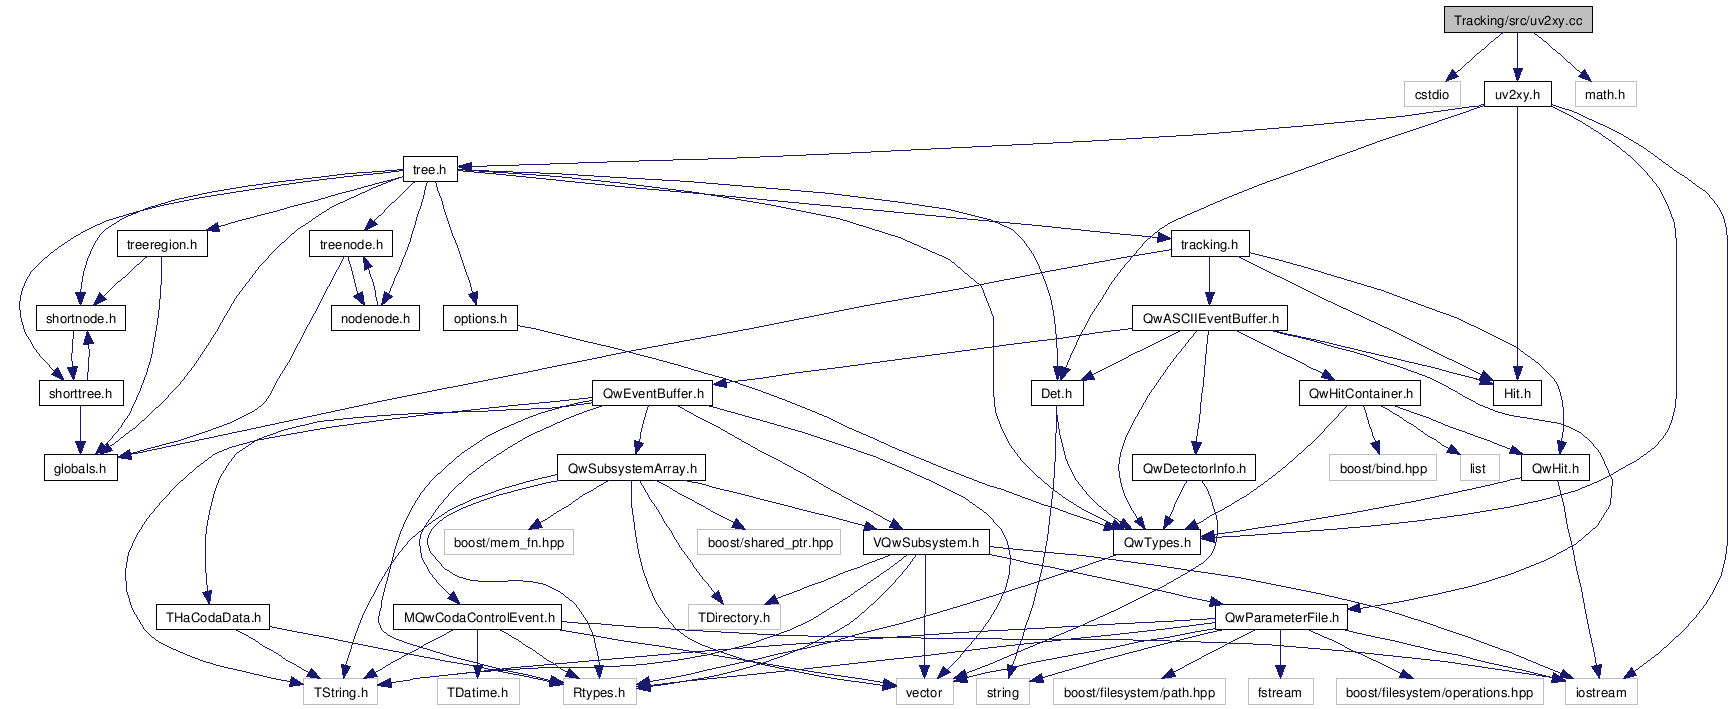 Tracking/src/uv2xy.cc
cstdio
uv2xy.h
math.h
tree.h
treeregion.h
treenode.h
tracking.h
shortnode.h
nodenode.h
options.h
QwASCIIEventBuffer.h
shorttree.h
QwEventBuffer.h
Det.h
QwHitContainer.h
Hit.h
globals.h
QwSubsystemArray.h
QwDetectorInfo.h
boost/bind.hpp
list
QwHit.h
boost/mem_fn.hpp
boost/shared_ptr.hpp
VQwSubsystem.h
QwTypes.h
THaCodaData.h
MQwCodaControlEvent.h
TDirectory.h
QwParameterFile.h
TString.h
TDatime.h
Rtypes.h
vector
string
boost/filesystem/path.hpp
fstream
boost/filesystem/operations.hpp
iostream